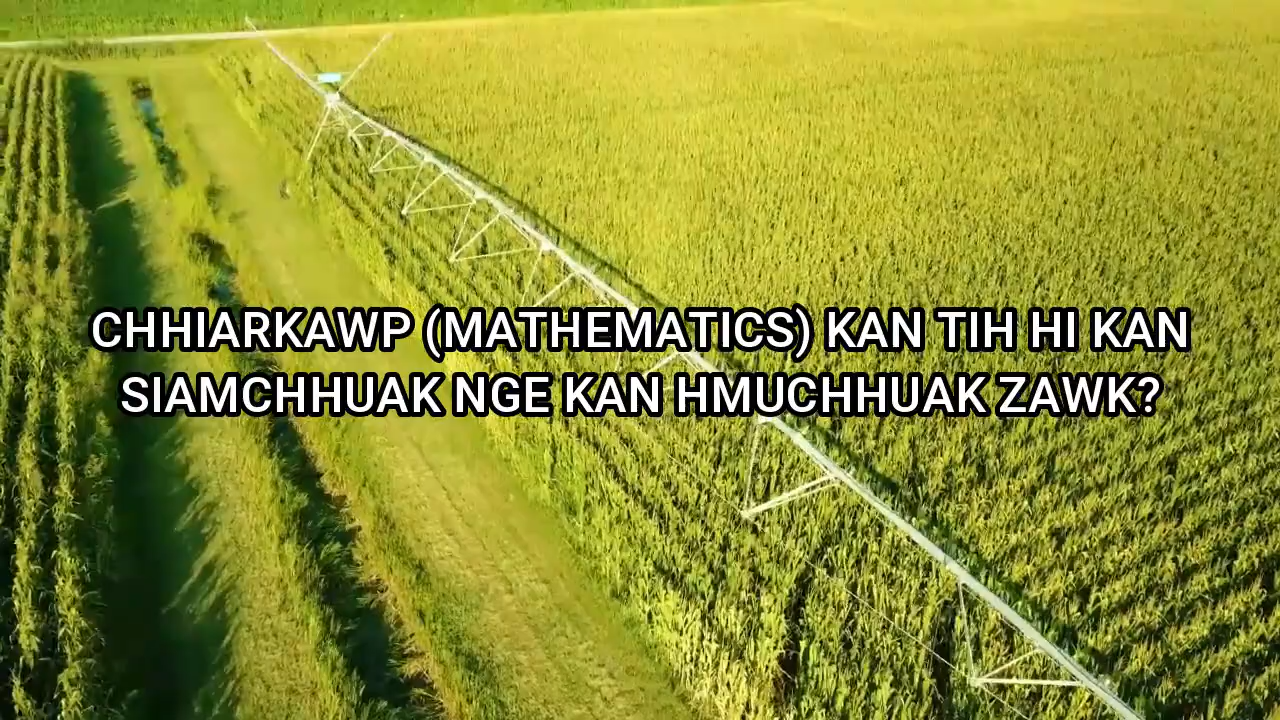 CHHIARKAWP (MATHEMATICS) KAN TIH HI KAN
SIAMCHHUAK NGE KAN HMUCHHUAK ZAWK?